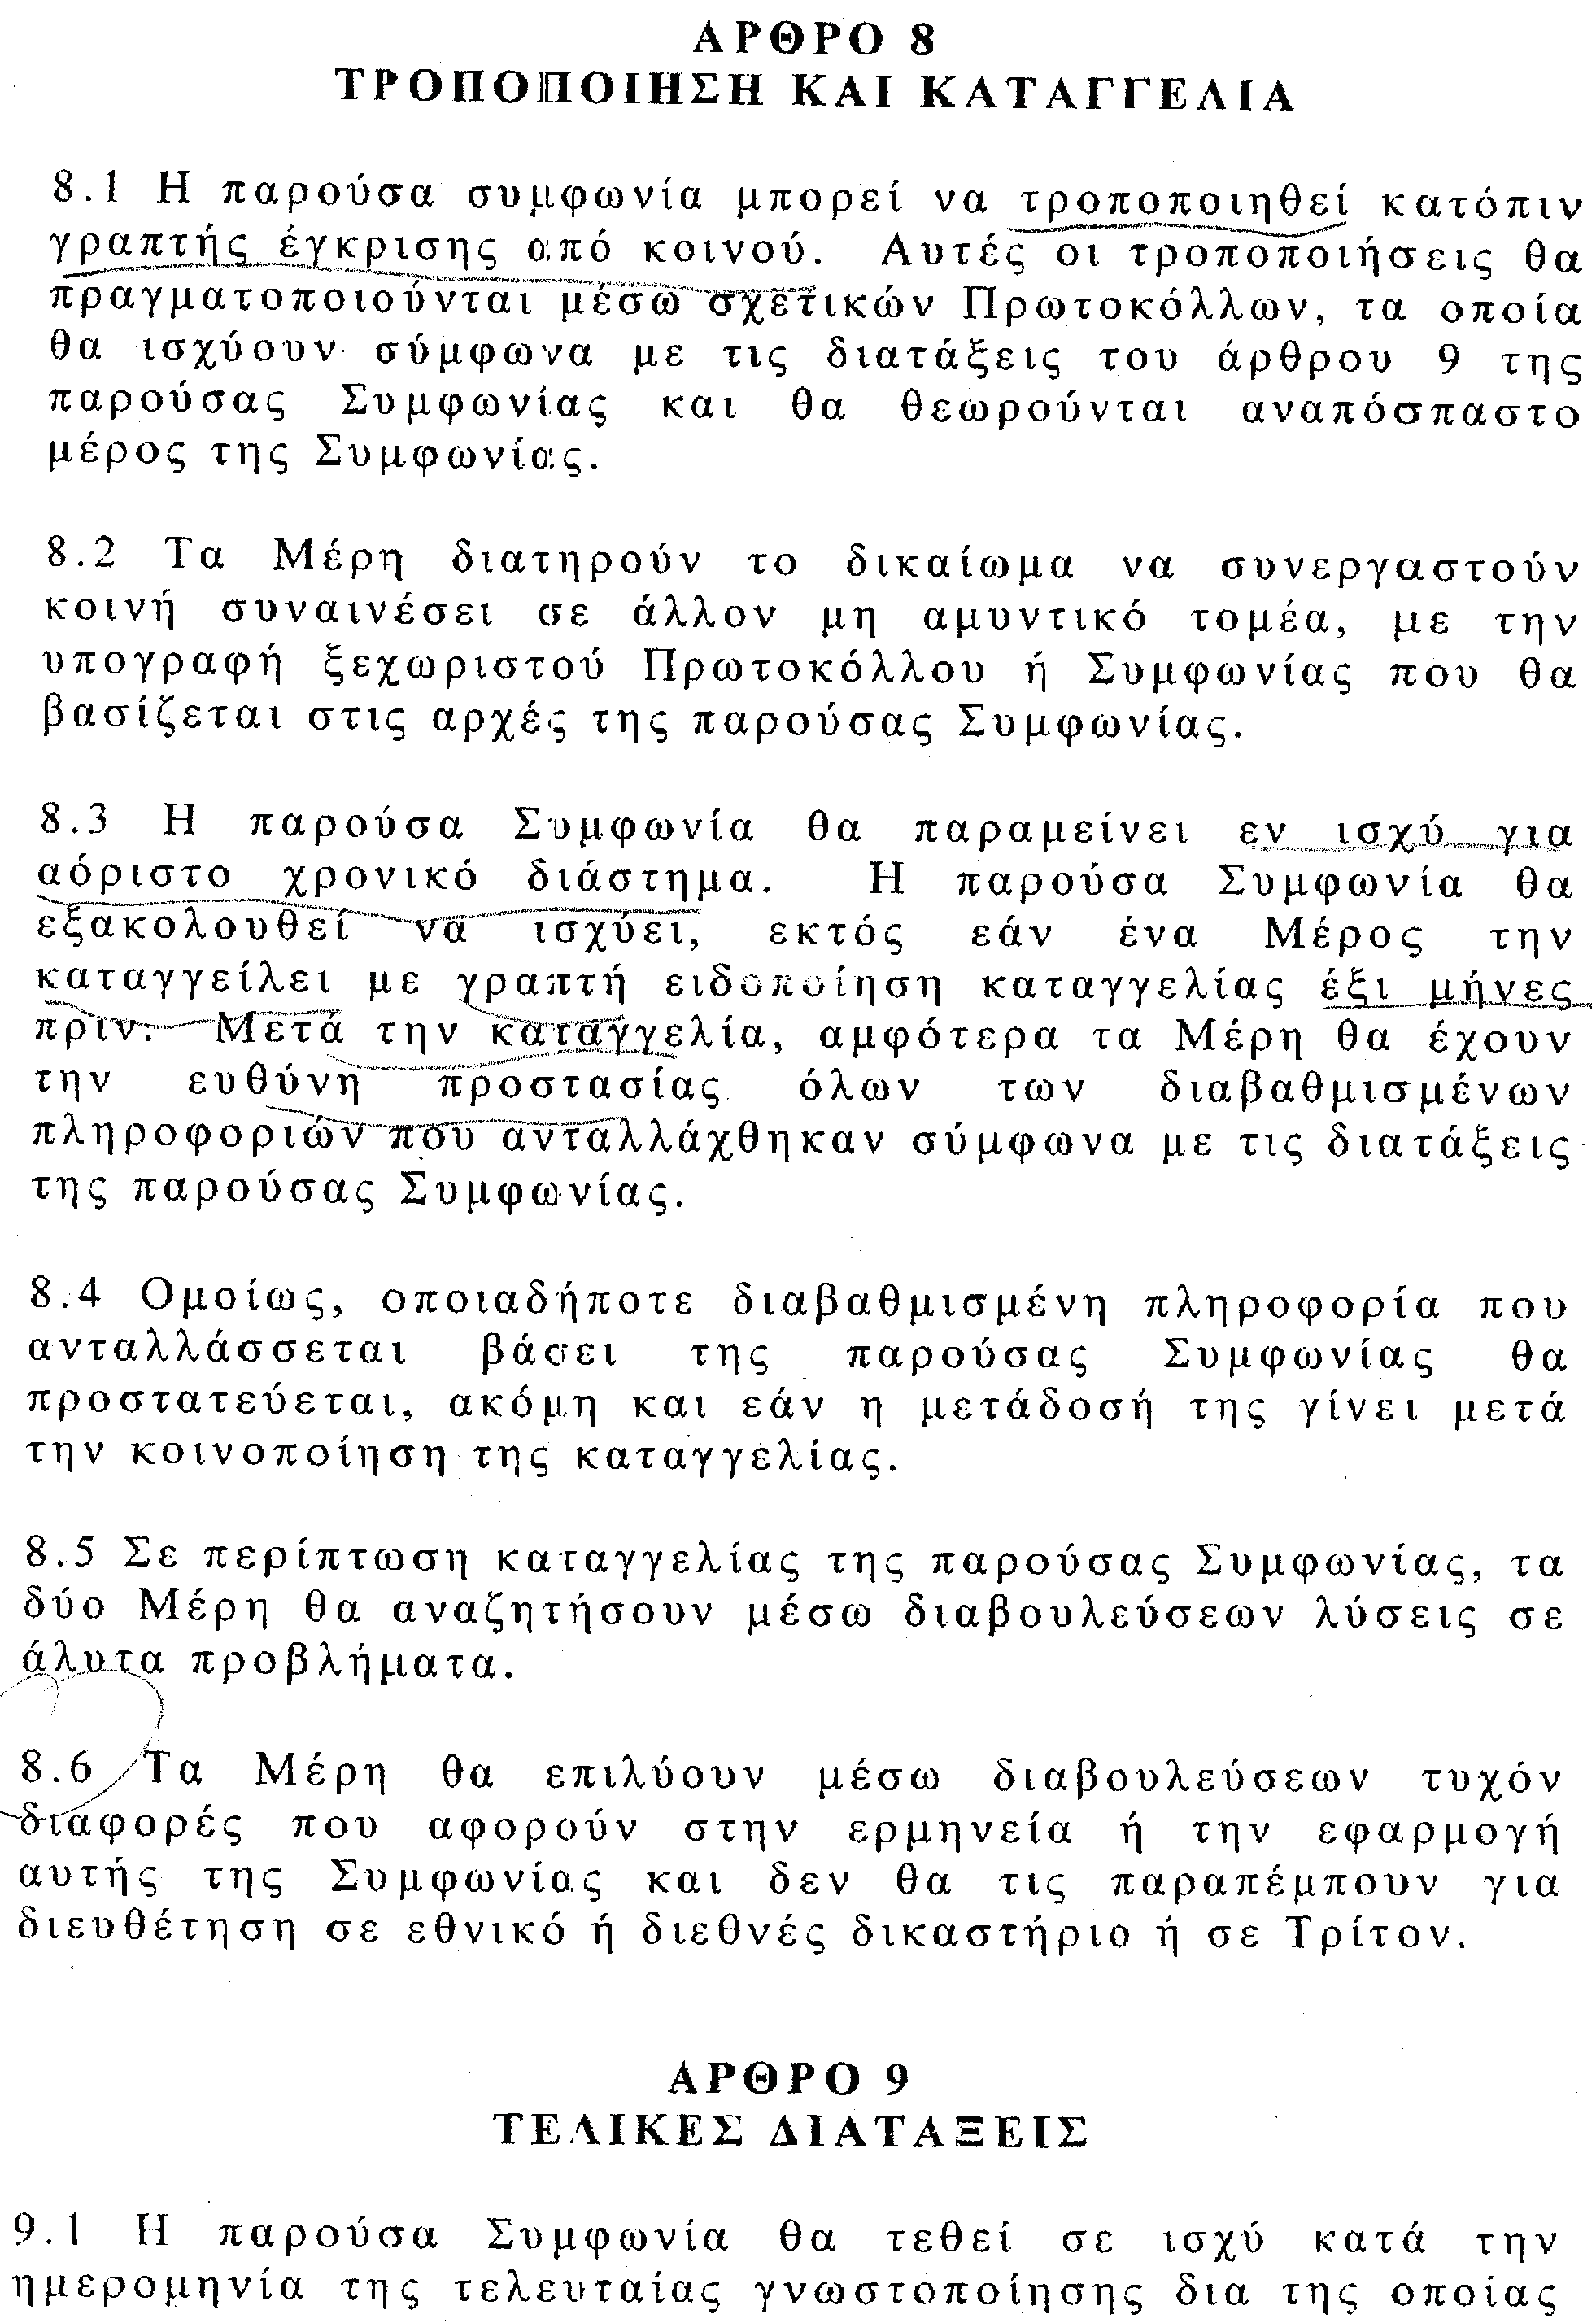 ΑΡΘΡΟ 8
ΤΡΟΠΟΠΟΙΗΣΗ ΚΑΙ ΚΑΤΑΓΓΕΛΙΑ
8.1 Η παρούσα συμφωνία μπορεί να τροποποιηθεί κατόπιν
γραπτής έγκρισης από κοινού. Αυτές οι τροποποιήσεις θα
πραγματοποιούνται μέσω σχετικών Πρωτοκόλλων, τα οποία
θα ισχύουν σύμφωνα με τις διατάξεις του άρθρου 9 της
παρούσας Συμφωνίας και θα θεωρούνται αναπόσπαστο
μέρος της Συμφωνίας.
8.2 Τα Μέρη διατηρούν το δικαίωμα να συνεργαστούν
κοινή συναινέσει σε άλλον μη αμυντικό τομέα, με την
υπογραφή ξεχωριστού Πρωτοκόλλου ή Συμφωνίας που θα
βασίζεται στις αρχές της παρούσας Συμφωνίας.
8.3 Η παρούσα Συμφωνία θα παραμείνει εν ισχύ για
αόριστο χρονικό διάστημα. Η παρούσα Συμφωνία θα
εξακολουθεί να ισχύει, εκτός εάν ένα Μέρος την
καταγγείλει με γραπτή ειδοποίηση καταγγελίας έξι μήνες
πριν. Μετά την καταγγελία, αμφότερα τα Μέρη θα έχουν
την ευθύνη προστασίας όλων των διαβαθμισμένων
πληροφοριών που ανταλλάχθηκαν σύμφωνα με τις διατάξεις
της παρούσας Συμφωνίας.
8.4 Ομοίως, οποιαδήποτε διαβαθμισμένη πληροφορία που
ανταλλάσσεται βάσει της παρούσας Συμφωνίας θα
προστατεύεται, ακόμη και εάν η μετάδοσή της γίνει μετά
την κοινοποίηση της καταγγελίας.
8.5 Σε περίπτωση καταγγελίας της παρούσας Συμφωνίας, τα
δύο Μέρη θα αναζητήσουν μέσω διαβουλεύσεων λύσεις σε
άλυτα προβλήματα.
8.6 Τα Μέρη θα επιλύουν μέσω διαβουλεύσεων τυχόν
διαφορές που αφορούν στην ερμηνεία ή την εφαρμογή
αυτής της Συμφωνίας και δεν θα τις παραπέμπουν για
διευθέτηση σε εθνικό ή διεθνές δικαστήριο ή σε Τρίτον.
ΑΡΘΡΟ 9
ΤΕΛΙΚΕΣ ΔΙΑΤΑΞΕΙΣ
9.1 Η παρούσα Συμφωνία θα τεθεί σε ισχύ κατά την
ημερομηνία της τελευταίας γνωστοποίησης δια της οποίας